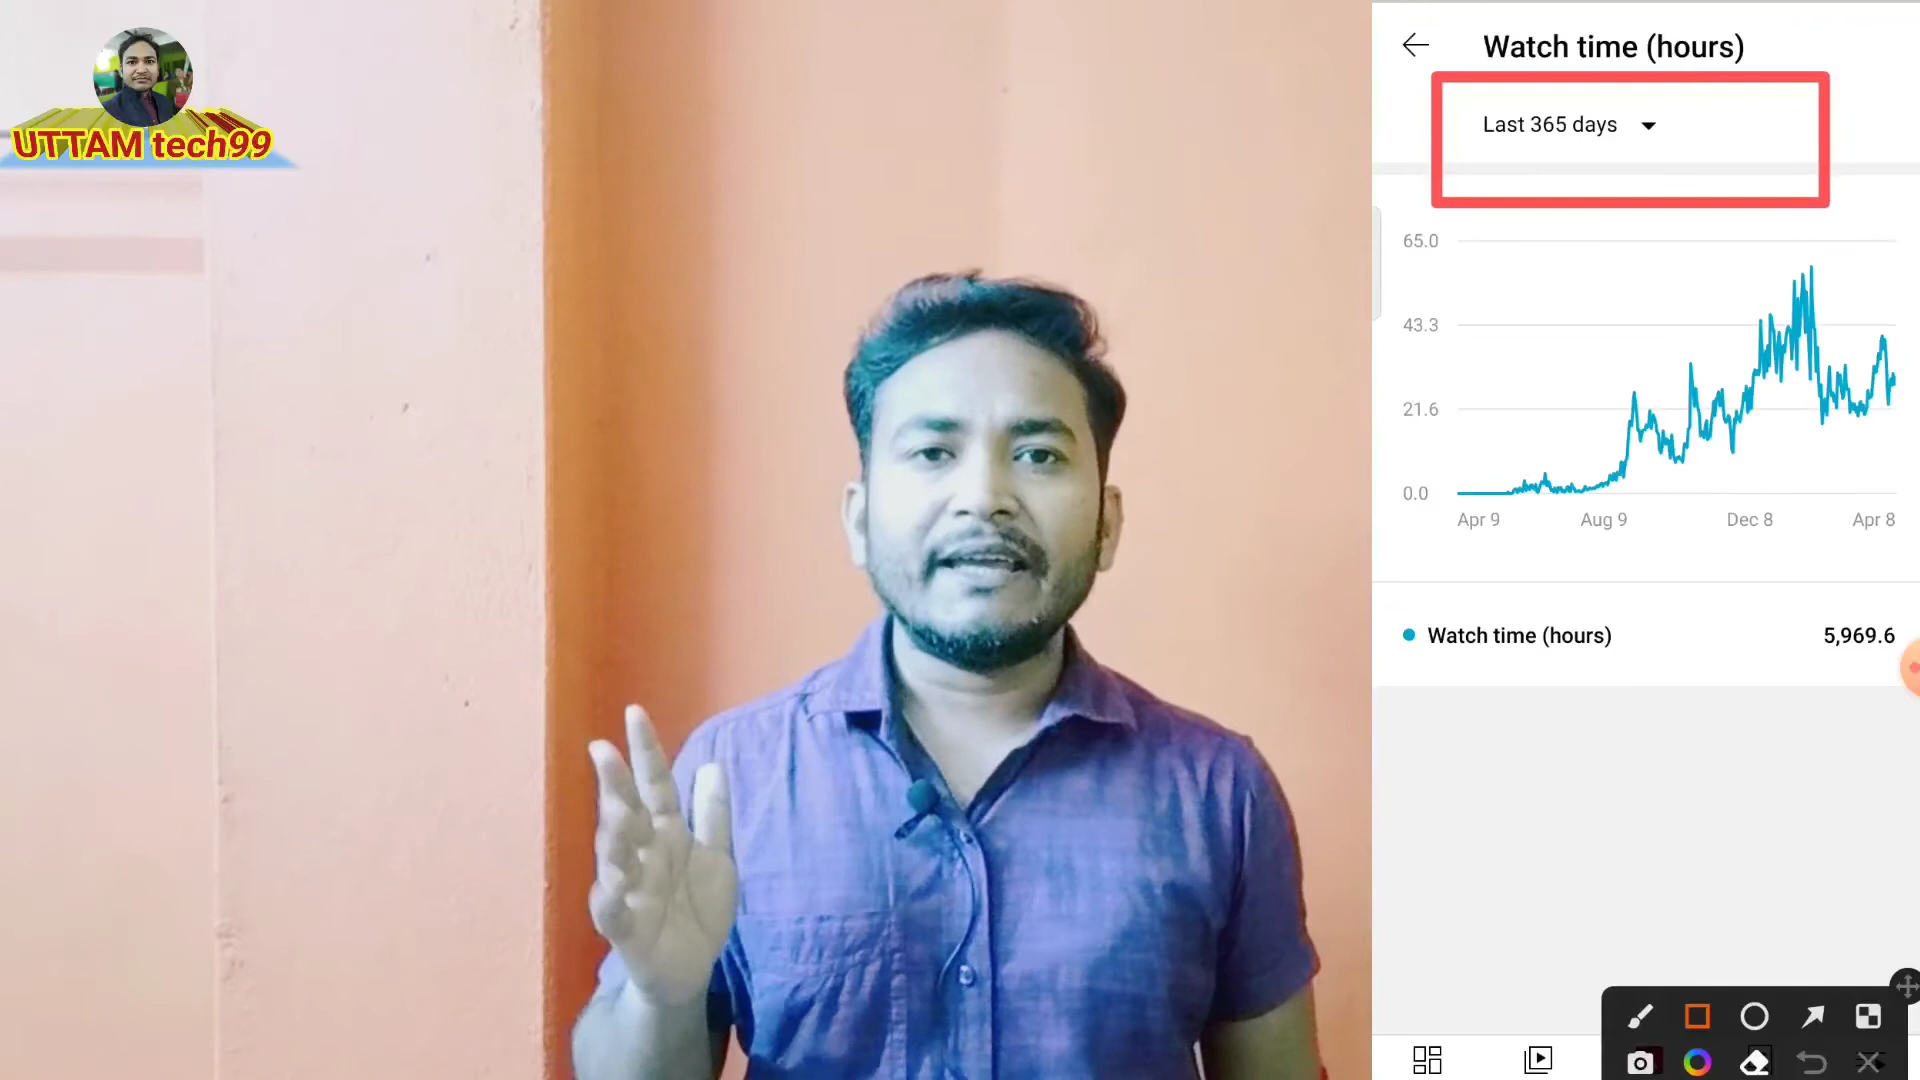 UTTAM tech99
Watch time (hours)
Last 365 days
65.0
43.3
21.6
0.0
Apr 9
Aug 9
Dec 8
Apr 8
Watch time (hours)
5,969.6